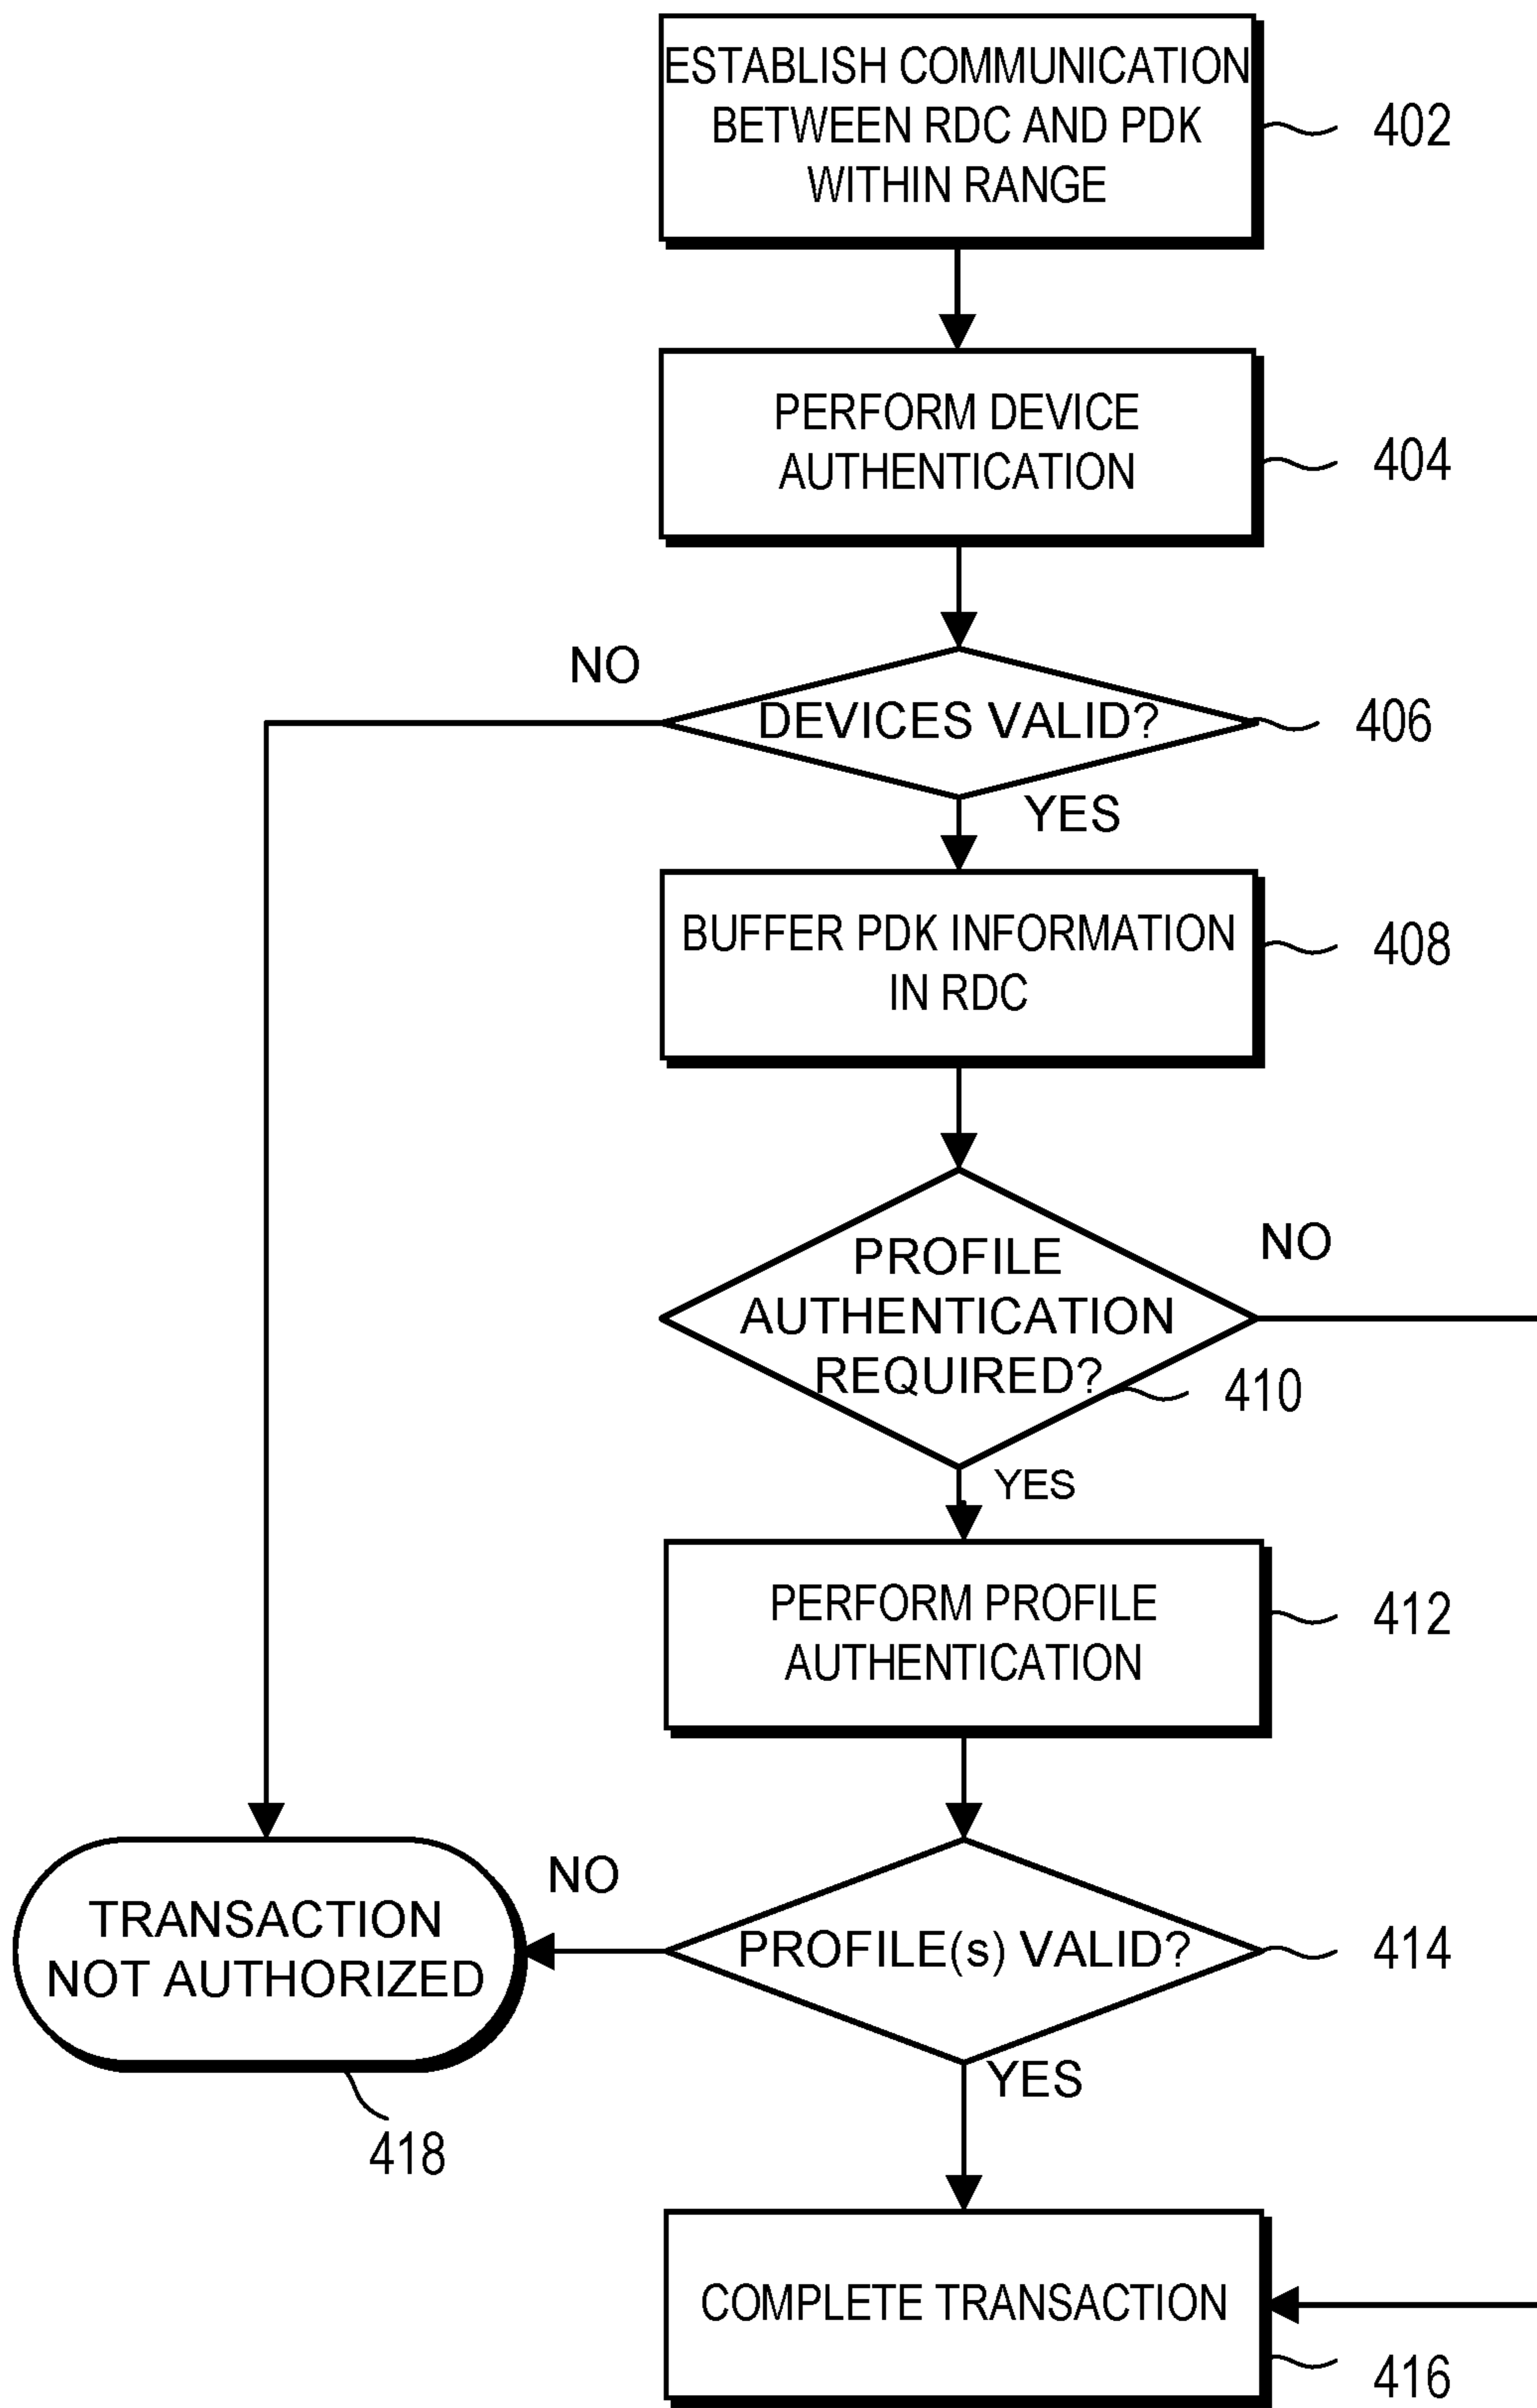 ESTABLISH COMMUNICATION
BETWEEN RDC AND PDK
WITHIN RANGE
402
PERFORM DEVICE
AUTHENTICATION
404
NO
DEVICES VALID?
406
YES
BUFFER PDK INFORMATION
IN RDC
408
PROFILE
AUTHENTICATION
REQUIRED?
NO
410
YES
PERFORM PROFILE
AUTHENTICATION
412
TRANSACTION
NOT AUTHORIZED
NO
PROFILE(s) VALID?
414
YES
418
COMPLETE TRANSACTION
416